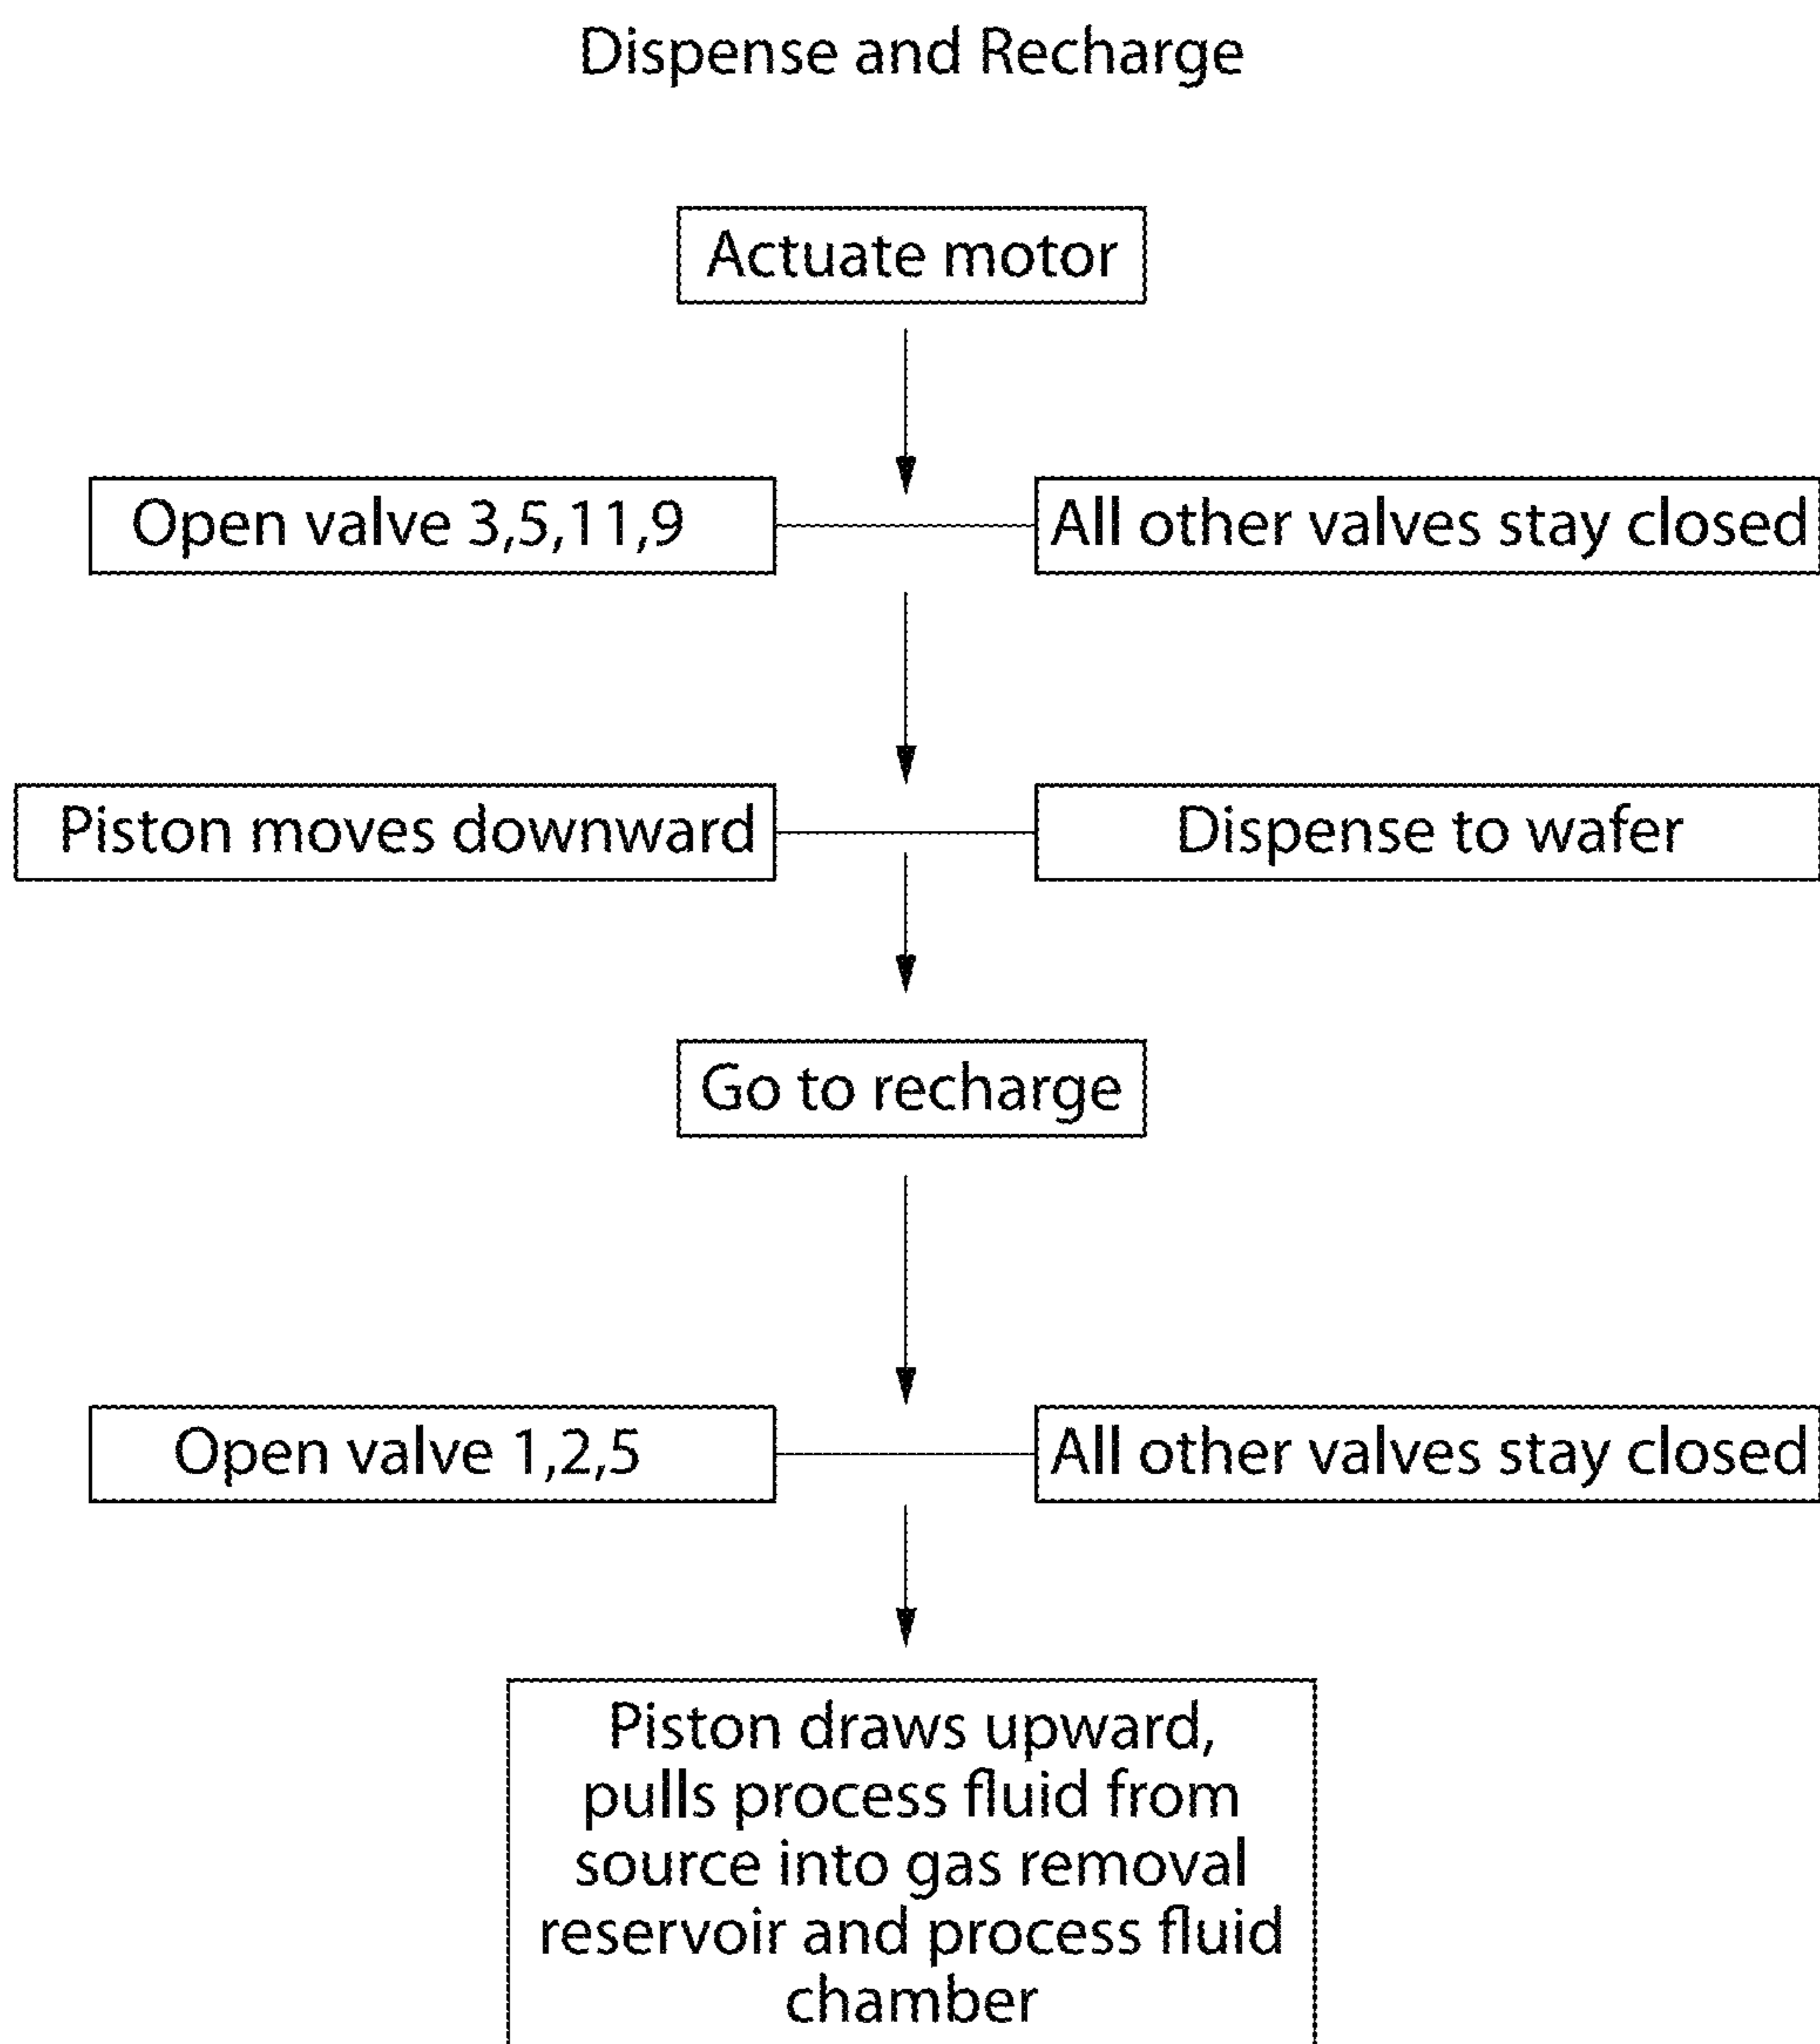 Dispense and Recharge
Actuate motor
Open valve 3,5,11,9
All other valves stay closed
Piston moves downward
Dispense to wafer
Go to recharge
Open valve 1,2,5
All other valves stay closed
Piston draws upward,
pulls process fluid from
source into gas removal
reservoir and process fluid
chamber